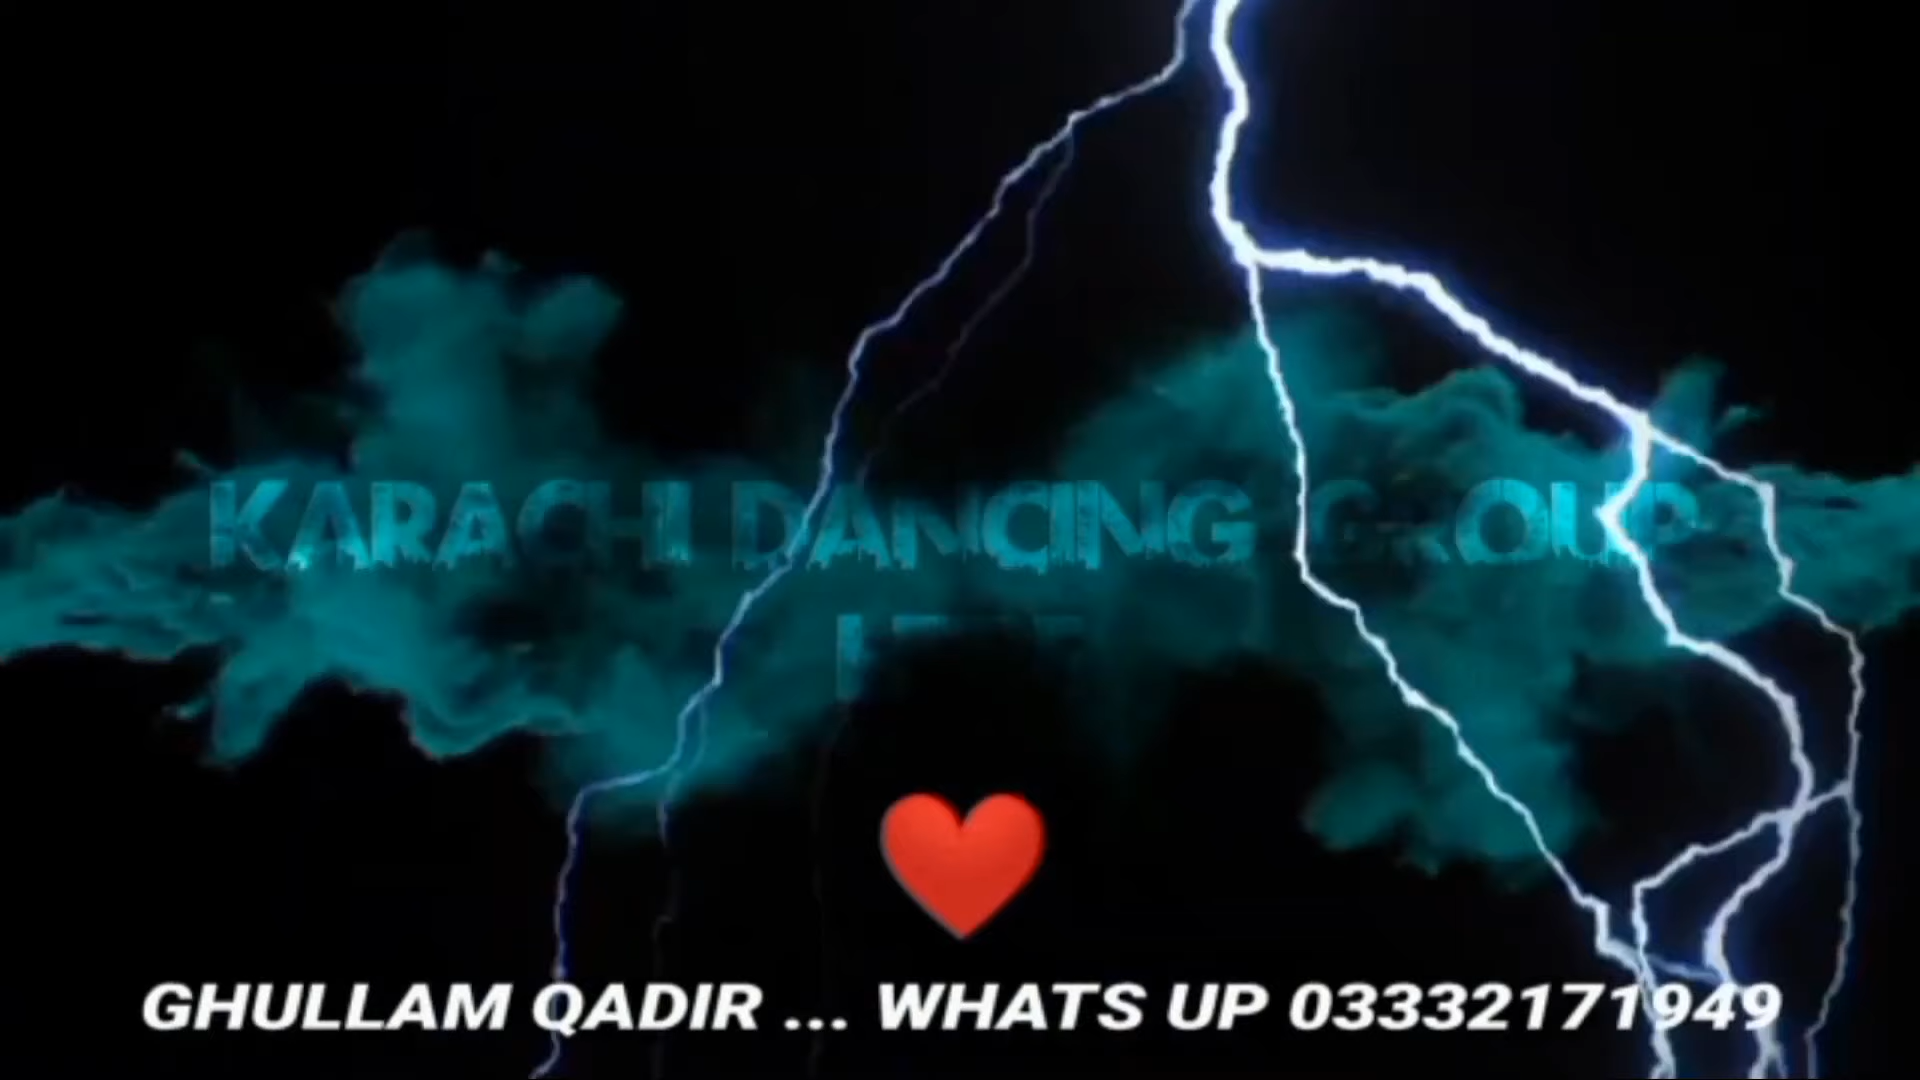 KARACHI DANCING GROUP
GHULLAM QADIR ... WHATS UP 03332171949